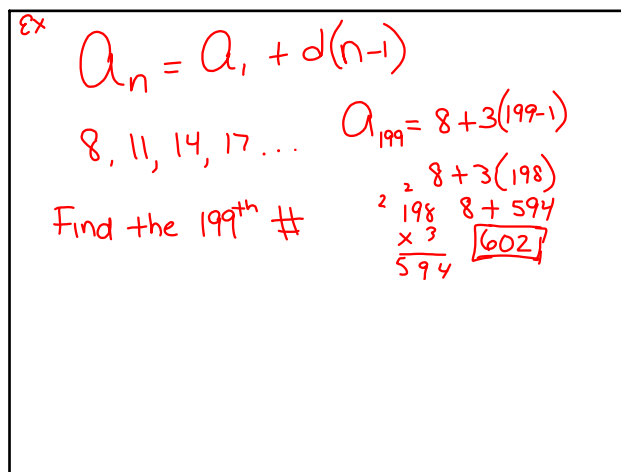 Ex
aₙ = a₁ + d(n-1)
8, 11, 14, 17 ...
Find the 199ᵗʰ #
a₁₉₉ = 8 + 3(199-1)
8 + 3(198)
8 + 594
602
2
2 198
x 3
594